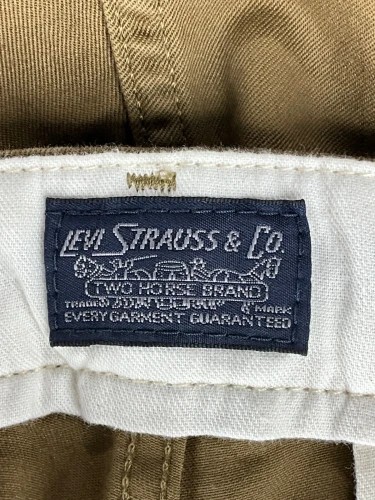 LEVI STRAUSS & CO.
TWO HORSE BRAND
TRADE MARK
EVERY GARMENT GUARANTEED